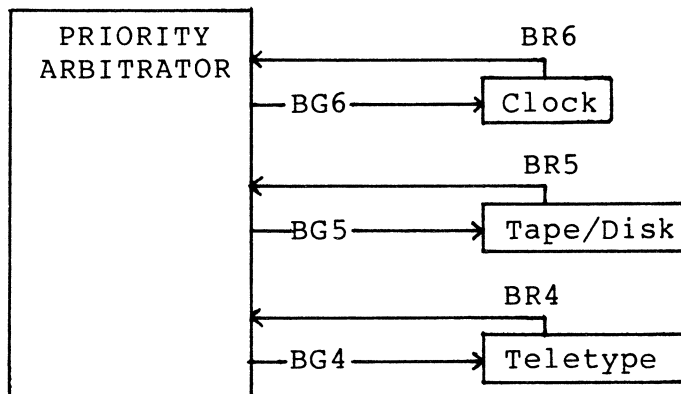 PRIORITY
ARBITRATOR
BR6
BG6
Clock
BR5
BG5
Tape/Disk
BR4
BG4
Teletype